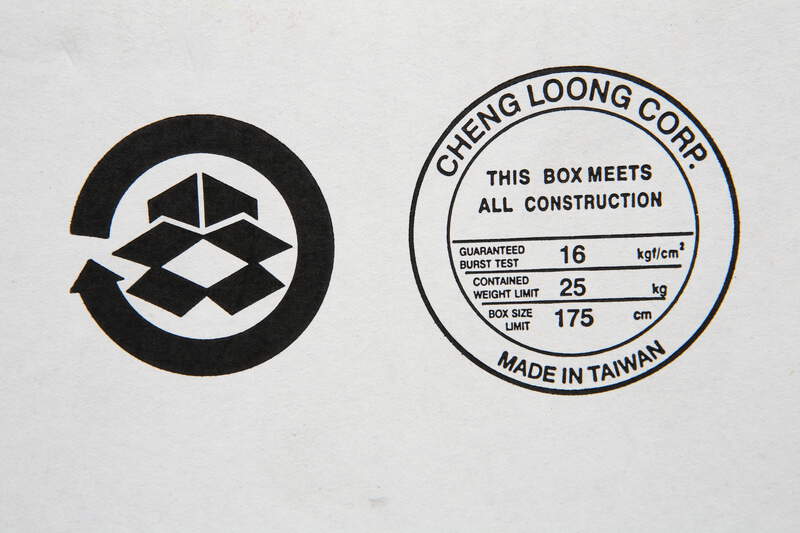 CHENG LOONG CORP.
THIS BOX MEETS
ALL CONSTRUCTION
GUARANTEED
BURST TEST 16 kgf/cm²
CONTAINED
WEIGHT LIMIT 25 kg
BOX SIZE
LIMIT 175 cm
MADE IN TAIWAN